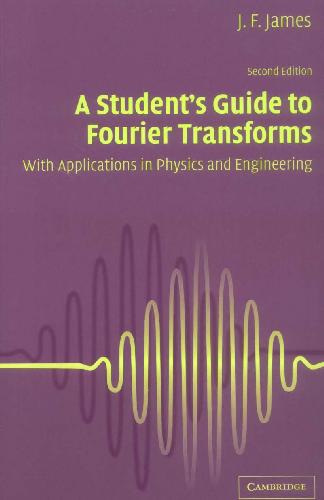 J. F. James
Second Edition
A Student's Guide to
Fourier Transforms
With Applications in Physics and Engineering
CAMBRIDGE